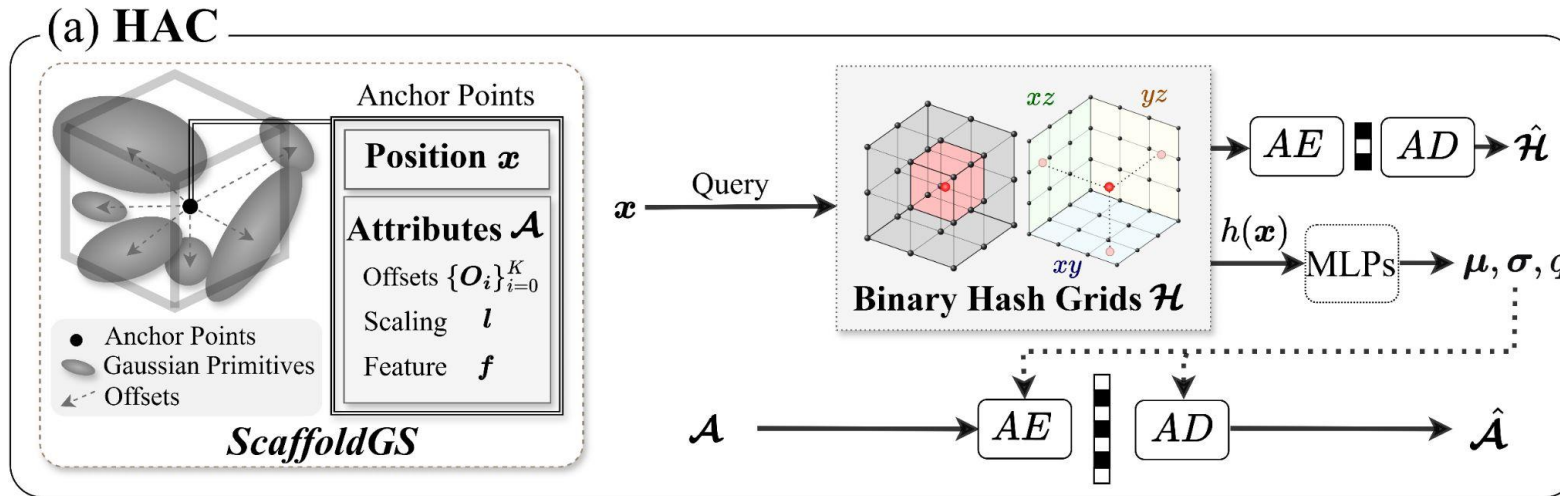 (a) HAC
Anchor Points
Position x
Attributes 𝓐
Offsets {O_i}_{i=0}^{K}
Scaling l
Feature f
Anchor Points
Gaussian Primitives
Offsets
ScaffoldGS
x
Query
xz
yz
xy
Binary Hash Grids 𝓗
AE
AD
𝓗̂
h(x)
MLPs
μ, σ, q
𝓐
AE
AD
𝓐̂